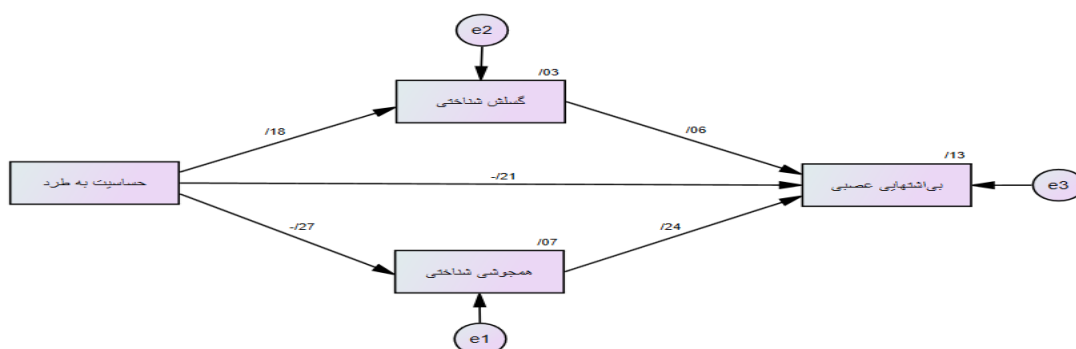 e2
/03
گسلش شناختی
/18
/06
/13
حساسیت به طرد
-/21
بی‌اشتهایی عصبی
e3
-/27
/07
/24
همجوشی شناختی
e1